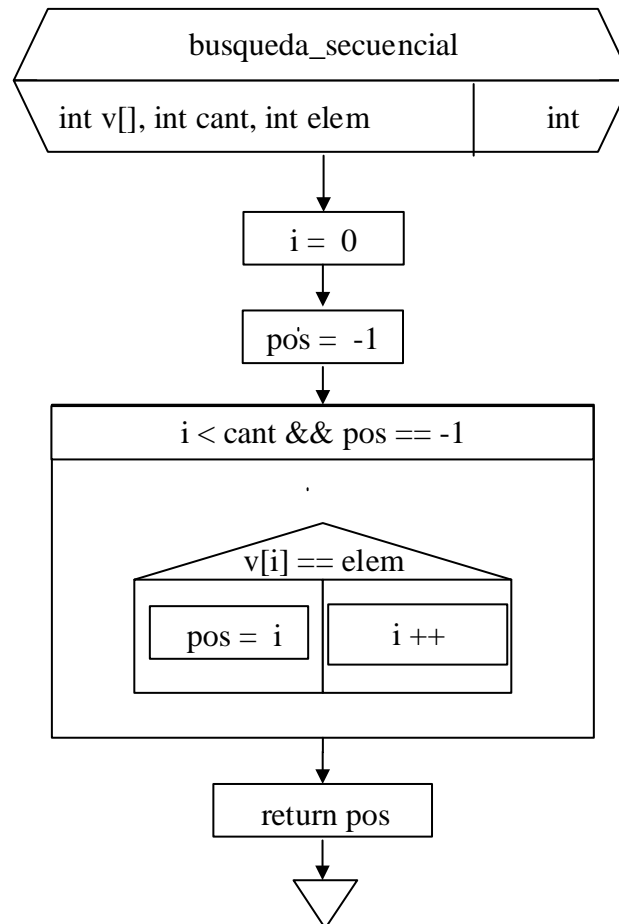 busqueda_secuencial
int v[], int cant, int elem
int
i = 0
pos = -1
i < cant && pos == -1
v[i] == elem
pos = i
i ++
return pos